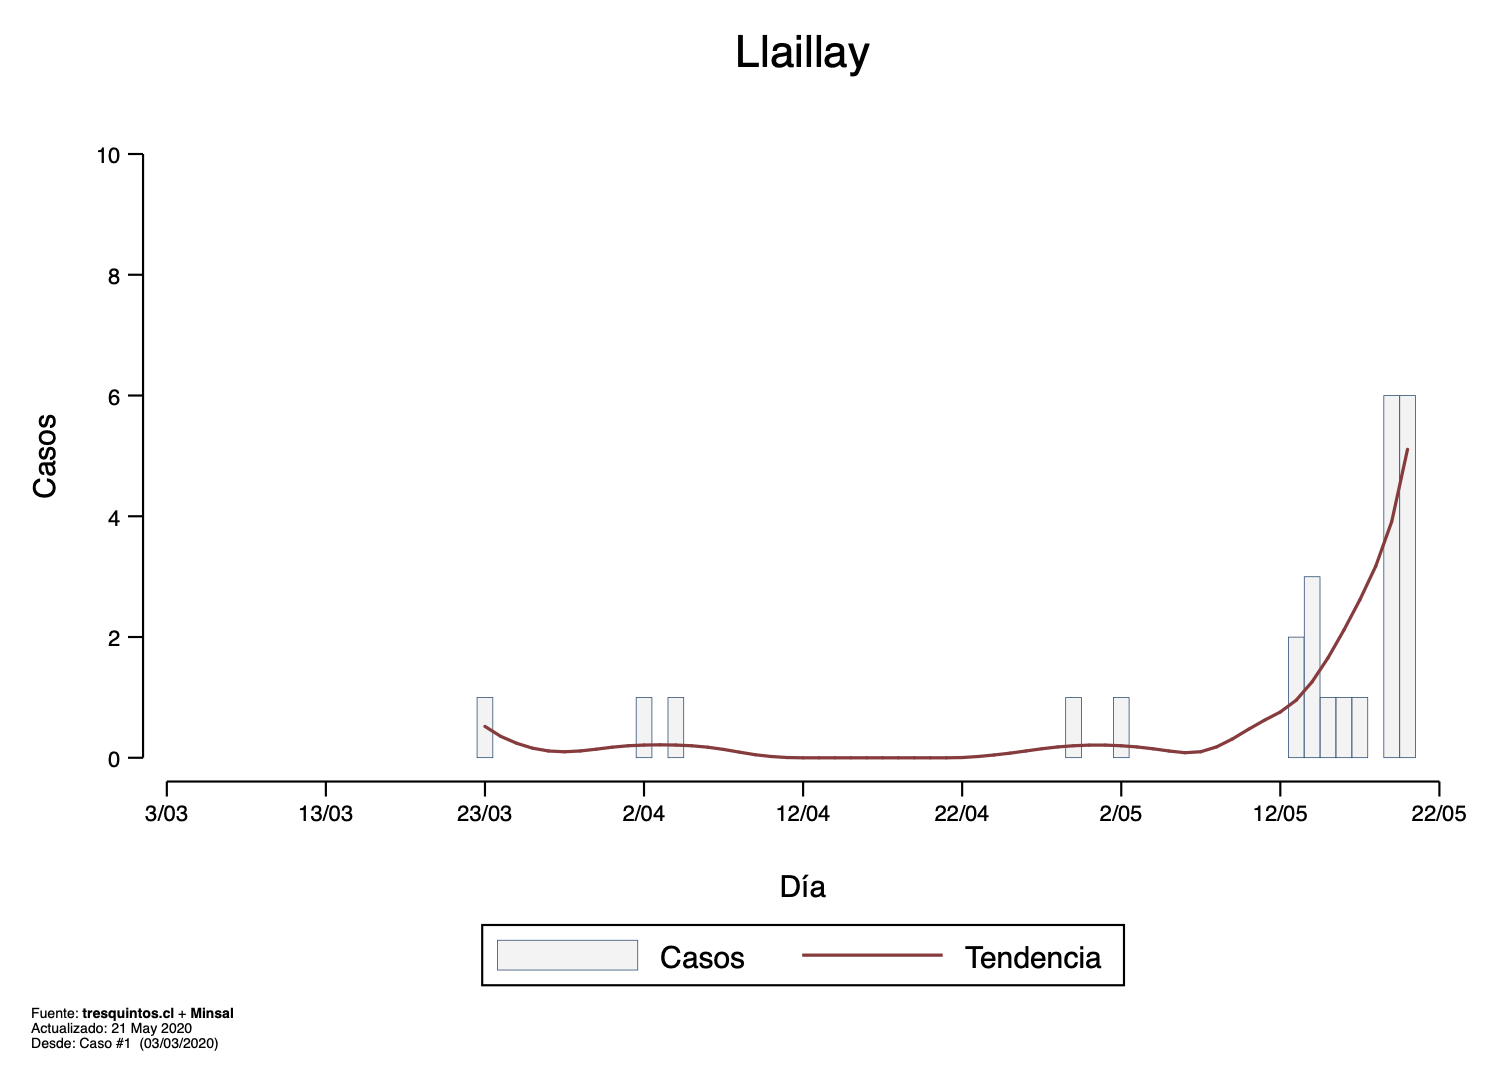 Llaillay
10
8
6
4
2
0
Casos
3/03 13/03 23/03 2/04 12/04 22/04 2/05 12/05 22/05
Día
Casos Tendencia
Fuente: tresquintos.cl + Minsal
Actualizado: 21 May 2020
Desde: Caso #1 (03/03/2020)